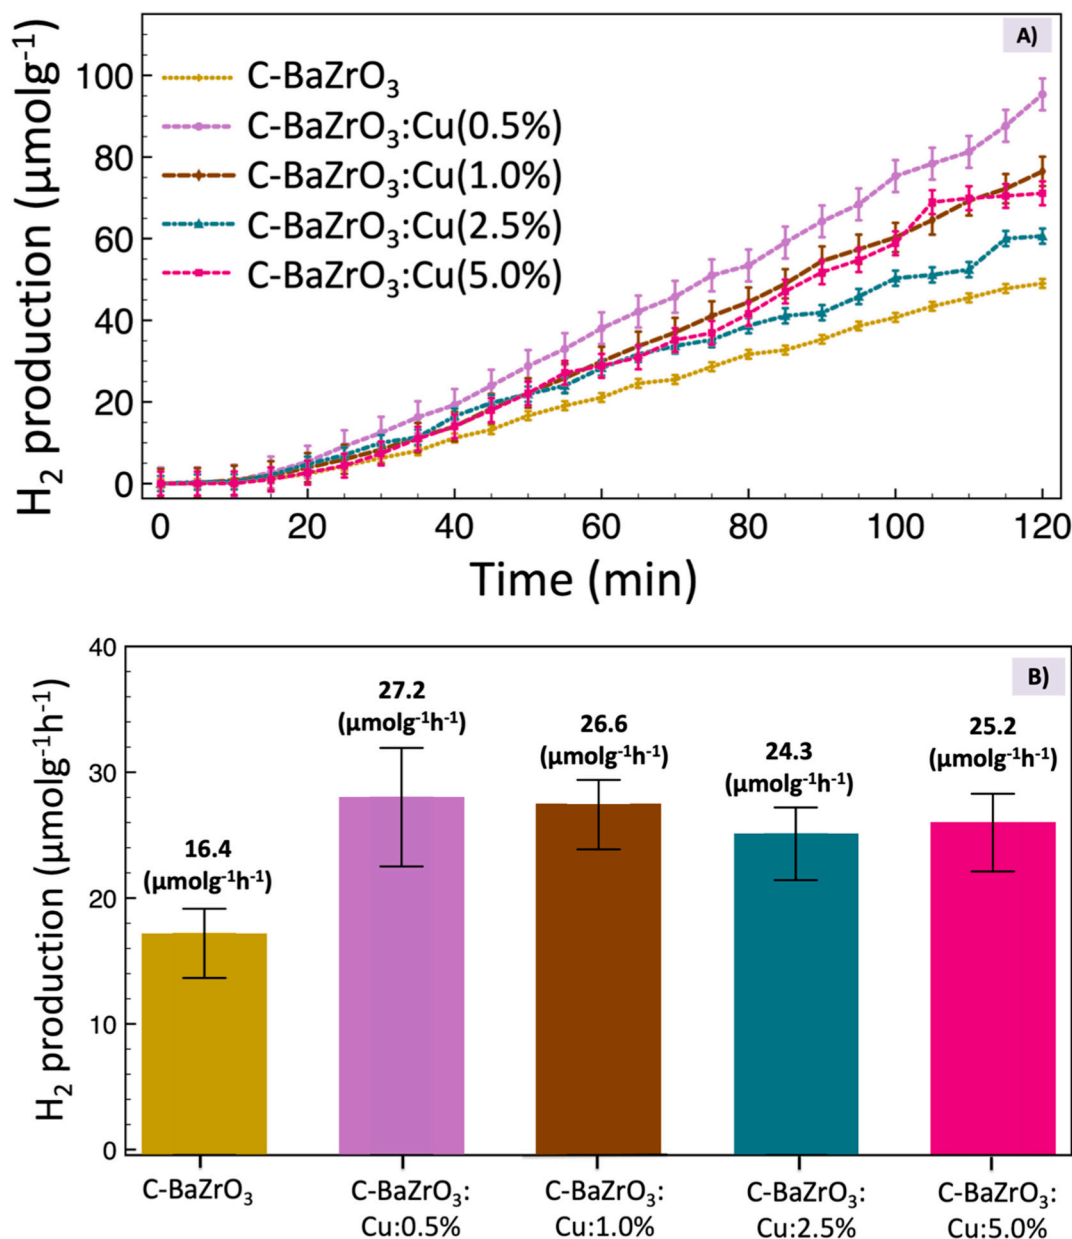 A)
H₂ production (µmolg⁻¹)
100
80
60
40
20
0
C-BaZrO₃
C-BaZrO₃:Cu(0.5%)
C-BaZrO₃:Cu(1.0%)
C-BaZrO₃:Cu(2.5%)
C-BaZrO₃:Cu(5.0%)
0 20 40 60 80 100 120
Time (min)
B)
H₂ production (µmolg⁻¹h⁻¹)
40
30
20
10
0
16.4
(µmolg⁻¹h⁻¹)
27.2
(µmolg⁻¹h⁻¹)
26.6
(µmolg⁻¹h⁻¹)
24.3
(µmolg⁻¹h⁻¹)
25.2
(µmolg⁻¹h⁻¹)
C-BaZrO₃
C-BaZrO₃:
Cu:0.5%
C-BaZrO₃:
Cu:1.0%
C-BaZrO₃:
Cu:2.5%
C-BaZrO₃:
Cu:5.0%